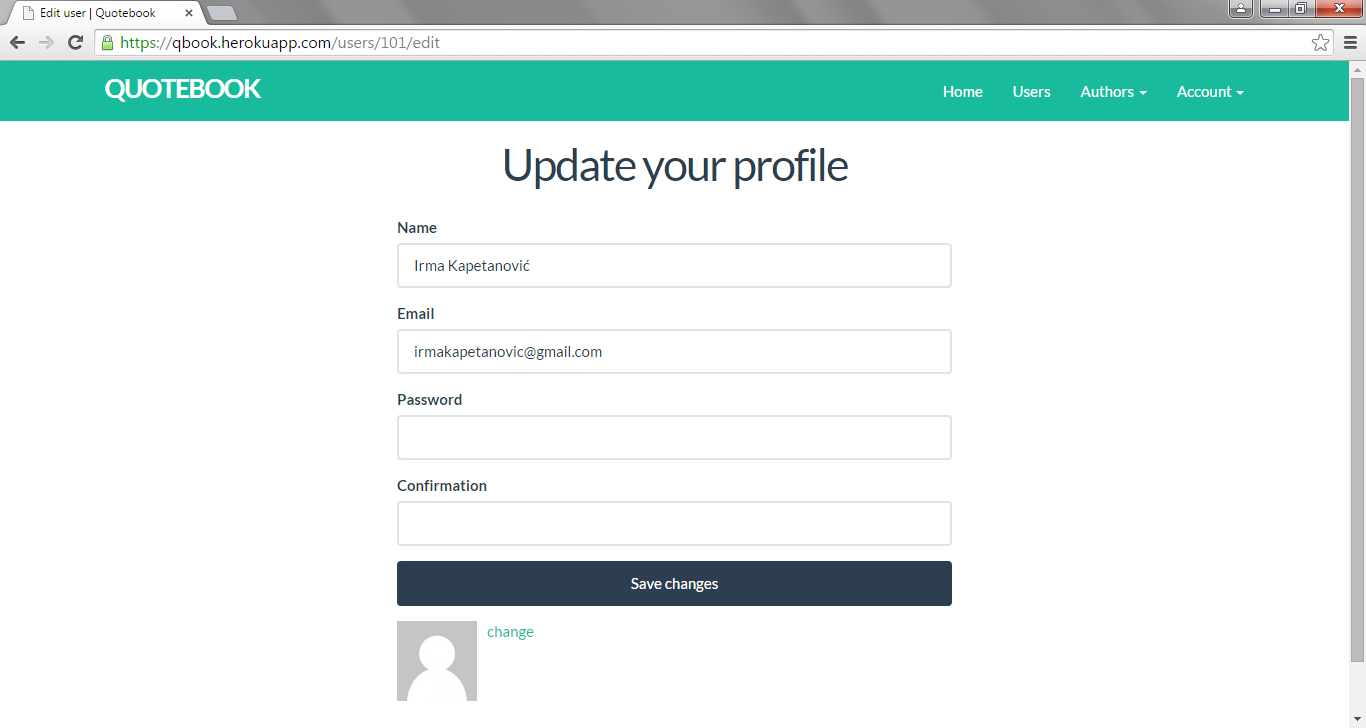 Edit user | Quotebook
https://qbook.herokuapp.com/users/101/edit
QUOTEBOOK
Home Users Authors Account
Update your profile
Name
Irma Kapetanović
Email
irmakapetanovic@gmail.com
Password
Confirmation
Save changes
change